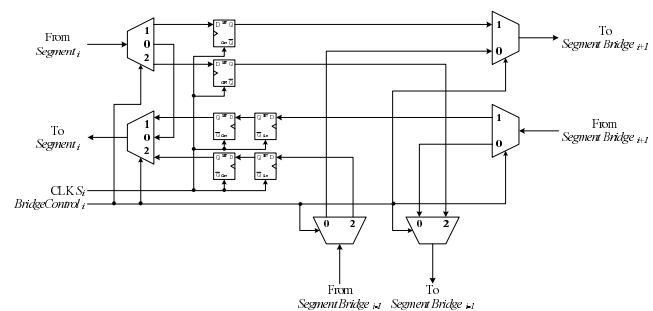 From
Segment i
1
0
2
1
0
To
Segment Bridge i+1
To
Segment i
1
0
2
1
0
From
Segment Bridge i+1
CLK Si
BridgeControl i
0 2
0 2
From
Segment Bridge i-1
To
Segment Bridge i-1